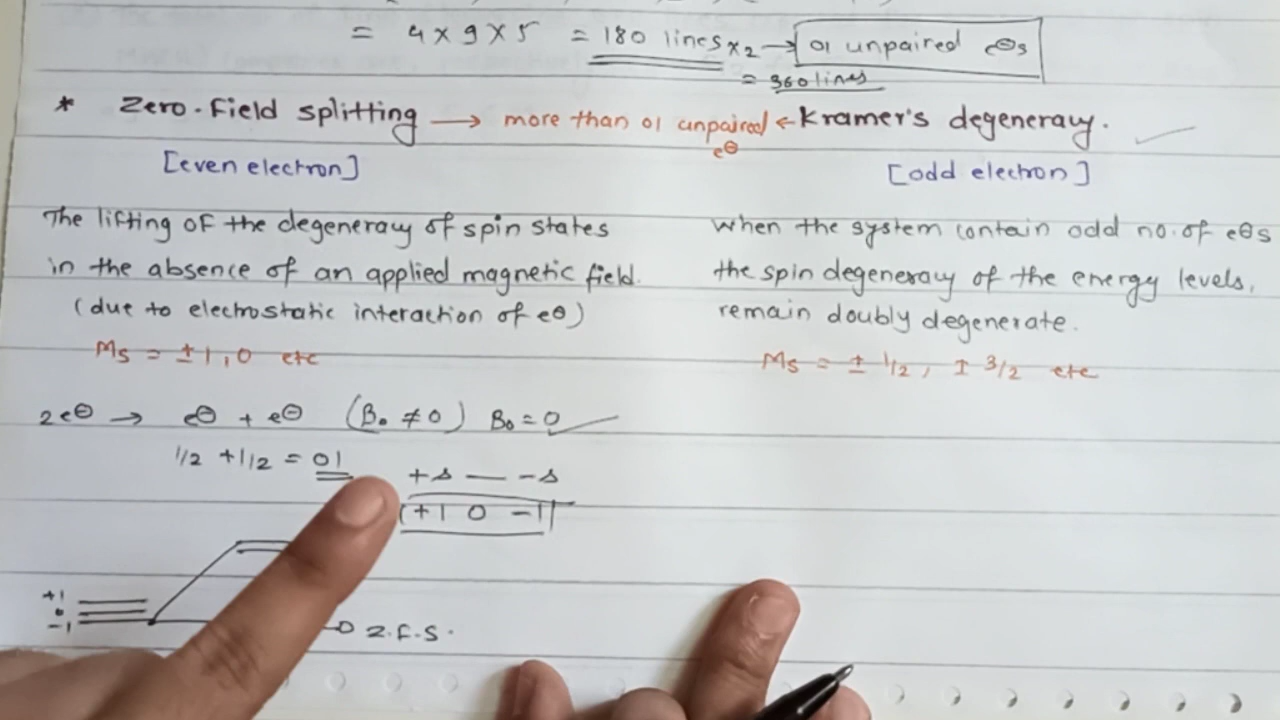 = 4 x 9 x 5 = 180 lines x2 → 01 unpaired e⊖s
= 360 lines
* Zero-field splitting → more than 01 unpaired e⊖ ← Kramer's degeneracy.
[even electron] [odd electron]
The lifting of the degeneracy of spin states
in the absence of an applied magnetic field.
(due to electrostatic interaction of e⊖)
Ms = ±1, 0 etc
When the system contain odd no. of e⊖s
the spin degeneracy of the energy levels,
remain doubly degenerate.
Ms = ± 1/2, ± 3/2 etc
2e⊖ → e⊖ + e⊖ (B₀ ≠ 0) B₀ = 0
1/2 + 1/2 = 01
+s — -s
+1 0 -1
+1
0
-1
Z.F.S.